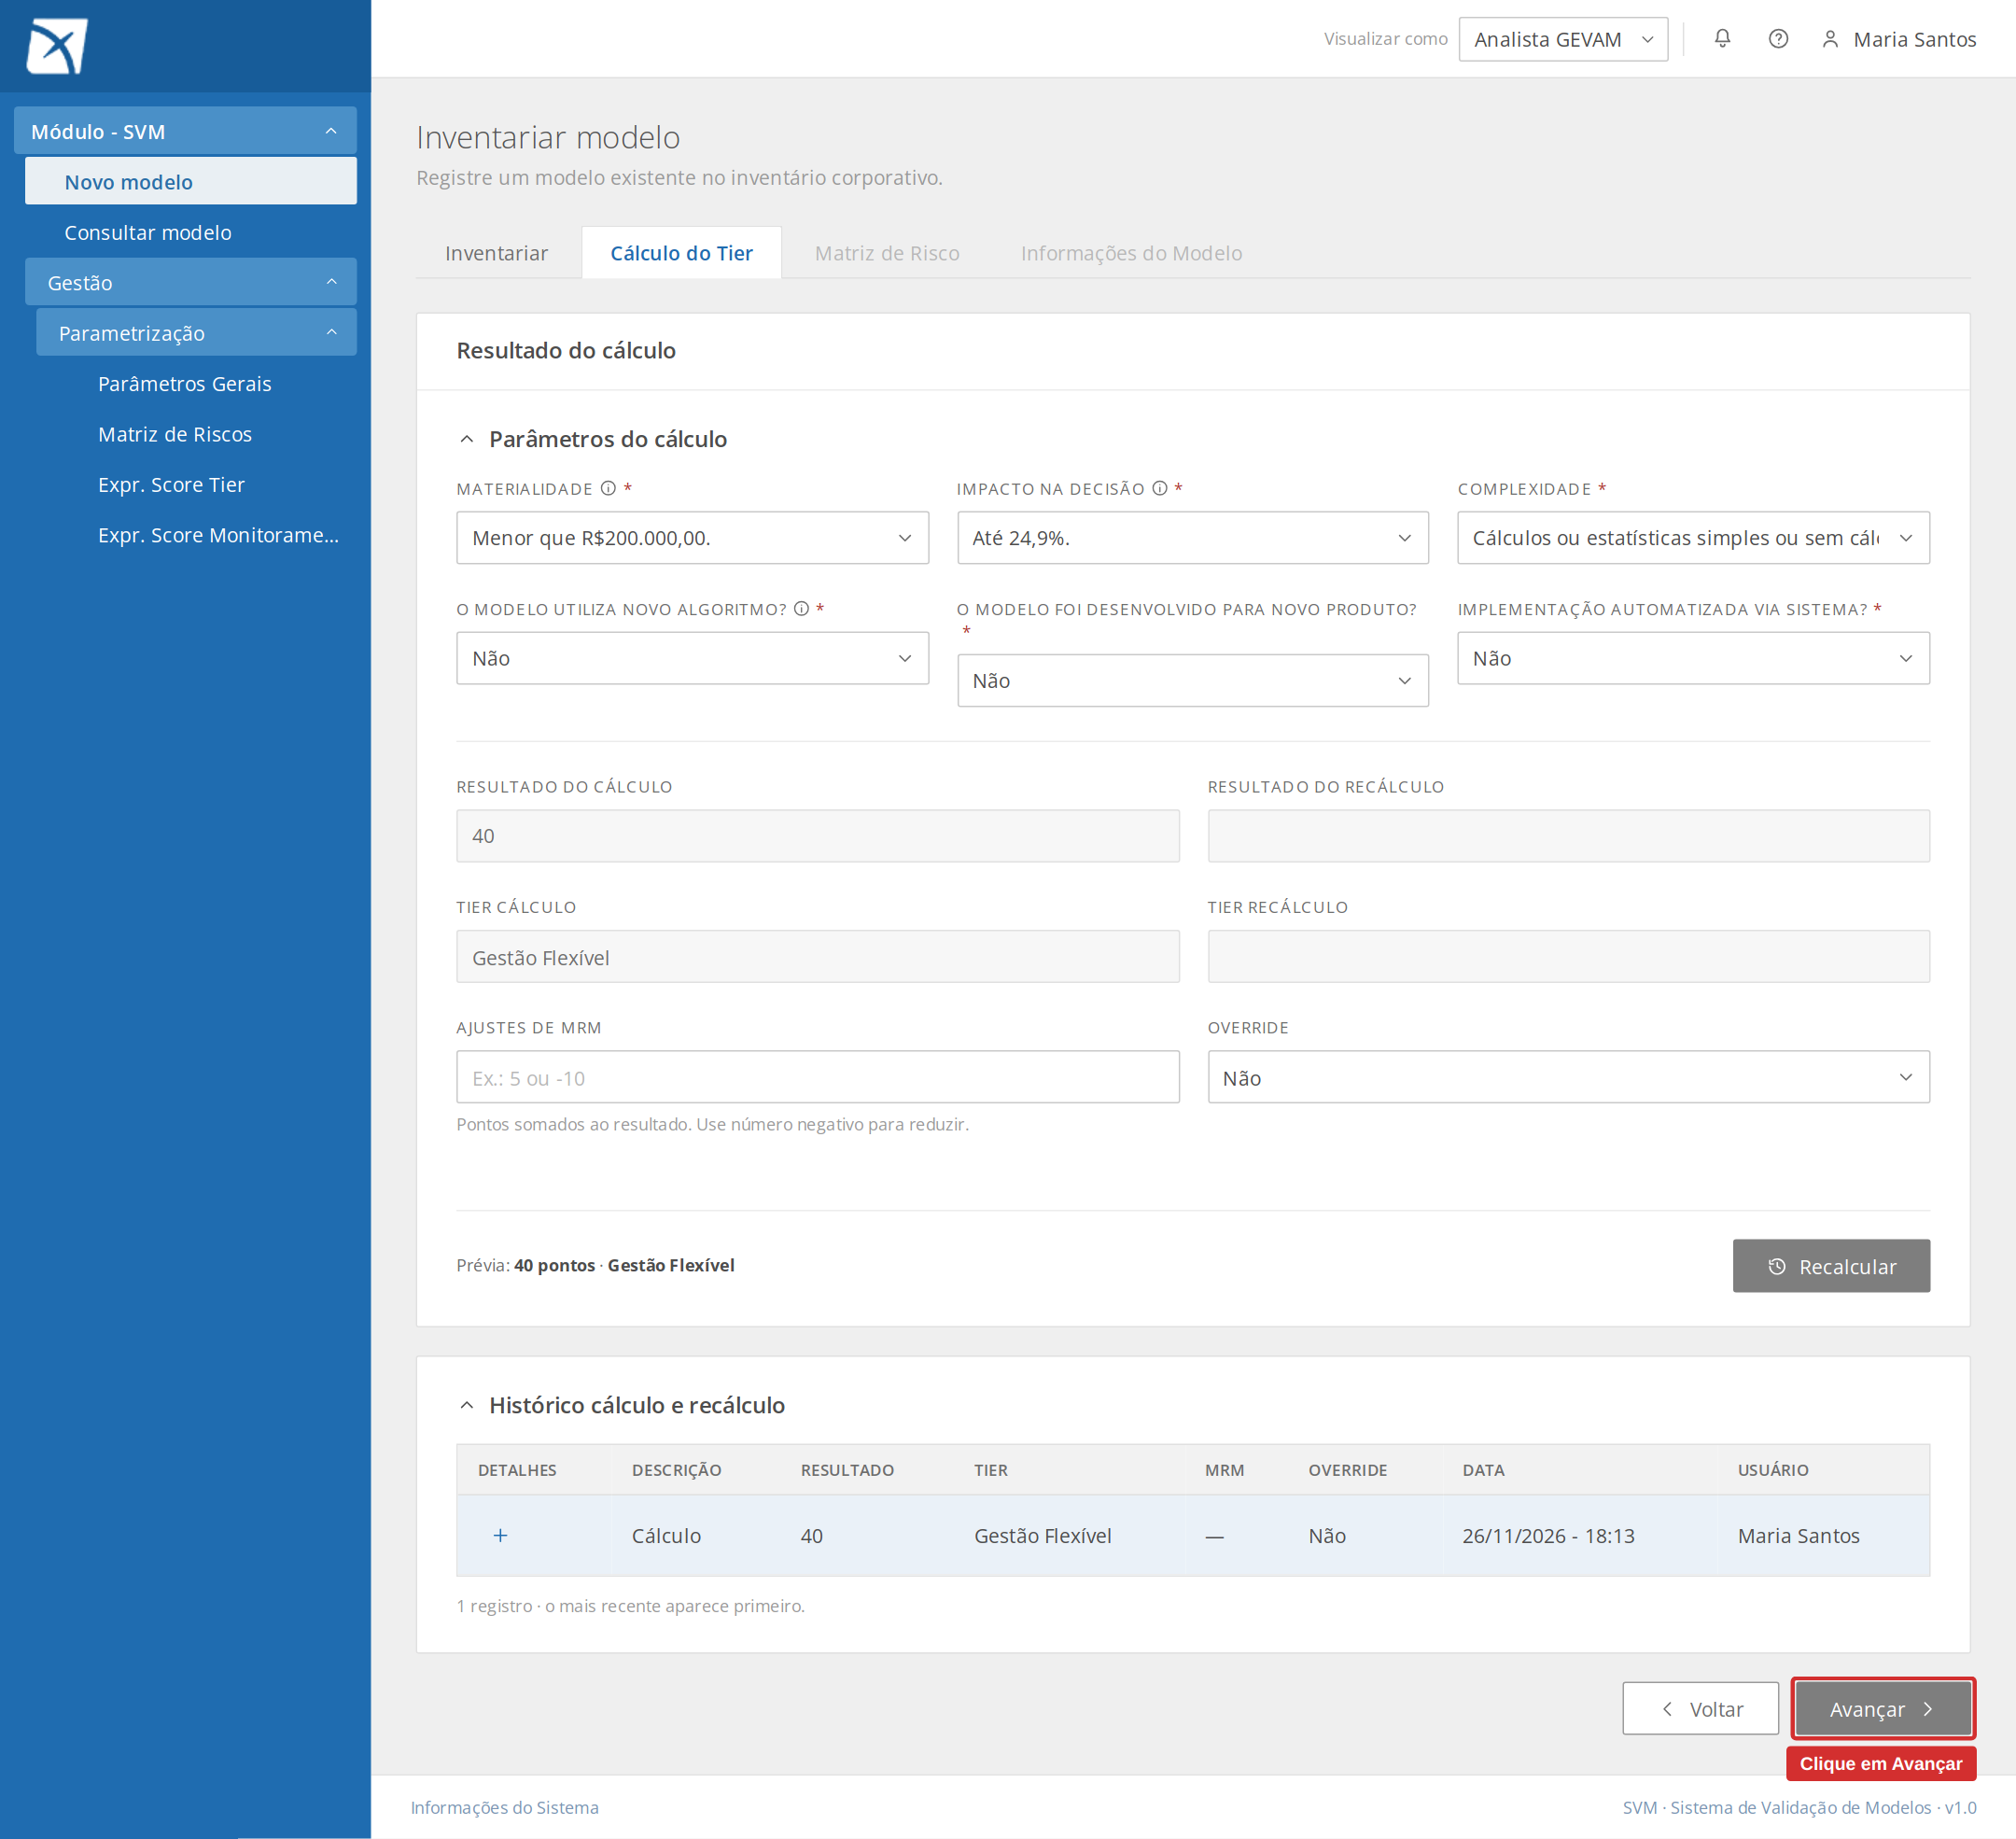 Visualizar como
Analista GEVAM
Maria Santos
Módulo - SVM
Novo modelo
Consultar modelo
Gestão
Parametrização
Parâmetros Gerais
Matriz de Riscos
Expr. Score Tier
Expr. Score Monitorame...
Inventariar modelo
Registre um modelo existente no inventário corporativo.
Inventariar
Cálculo do Tier
Matriz de Risco
Informações do Modelo
Resultado do cálculo
Parâmetros do cálculo
MATERIALIDADE *
IMPACTO NA DECISÃO *
COMPLEXIDADE *
Menor que R$200.000,00.
Até 24,9%.
Cálculos ou estatísticas simples ou sem
O MODELO UTILIZA NOVO ALGORITMO? *
O MODELO FOI DESENVOLVIDO PARA NOVO PRODUTO?
*
IMPLEMENTAÇÃO AUTOMATIZADA VIA SISTEMA? *
Não
Não
Não
RESULTADO DO CÁLCULO
RESULTADO DO RECÁLCULO
40
TIER CÁLCULO
TIER RECÁLCULO
Gestão Flexível
AJUSTES DE MRM
OVERRIDE
Ex.: 5 ou -10
Não
Pontos somados ao resultado. Use número negativo para reduzir.
Prévia: 40 pontos · Gestão Flexível
Recalcular
Histórico cálculo e recálculo
DETALHES DESCRIÇÃO RESULTADO TIER MRM OVERRIDE DATA USUÁRIO
+ Cálculo 40 Gestão Flexível — Não 26/11/2026 - 18:13 Maria Santos
1 registro · o mais recente aparece primeiro.
Voltar
Avançar
Clique em Avançar
Informações do Sistema
SVM · Sistema de Validação de Modelos · v1.0